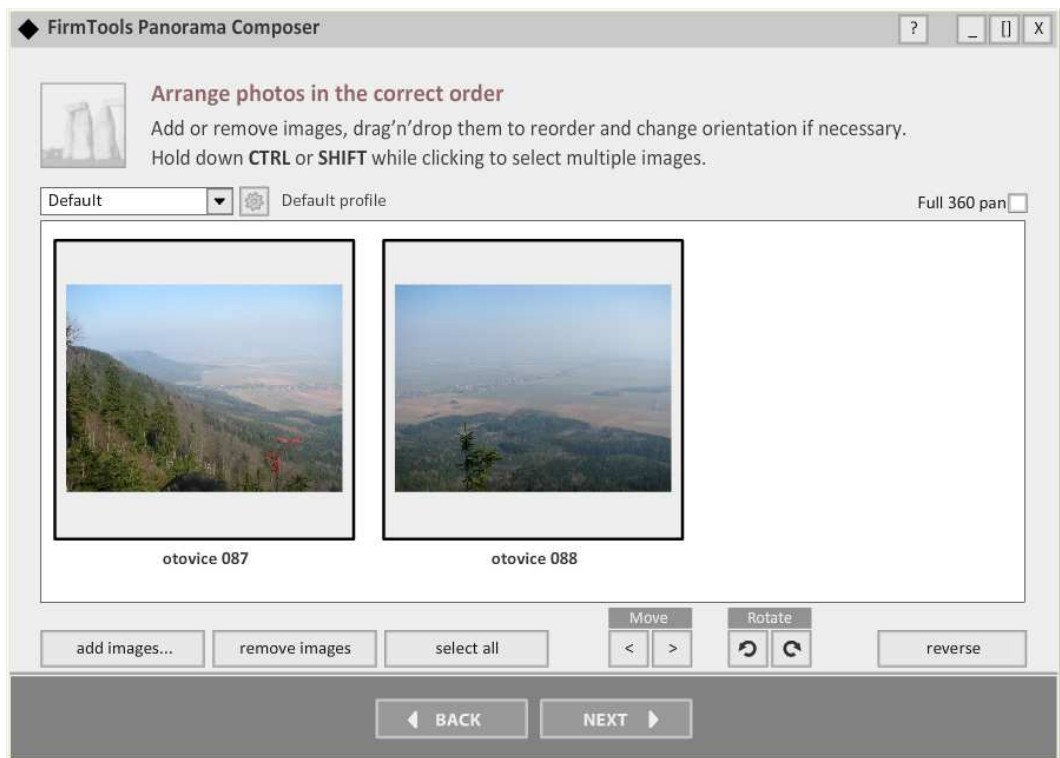 FirmTools Panorama Composer
? _ [] X
Arrange photos in the correct order
Add or remove images, drag'n'drop them to reorder and change orientation if necessary.
Hold down CTRL or SHIFT while clicking to select multiple images.
Default Default profile Full 360 pan
otovice 087 otovice 088
Move Rotate
add images... remove images select all < > reverse
BACK NEXT